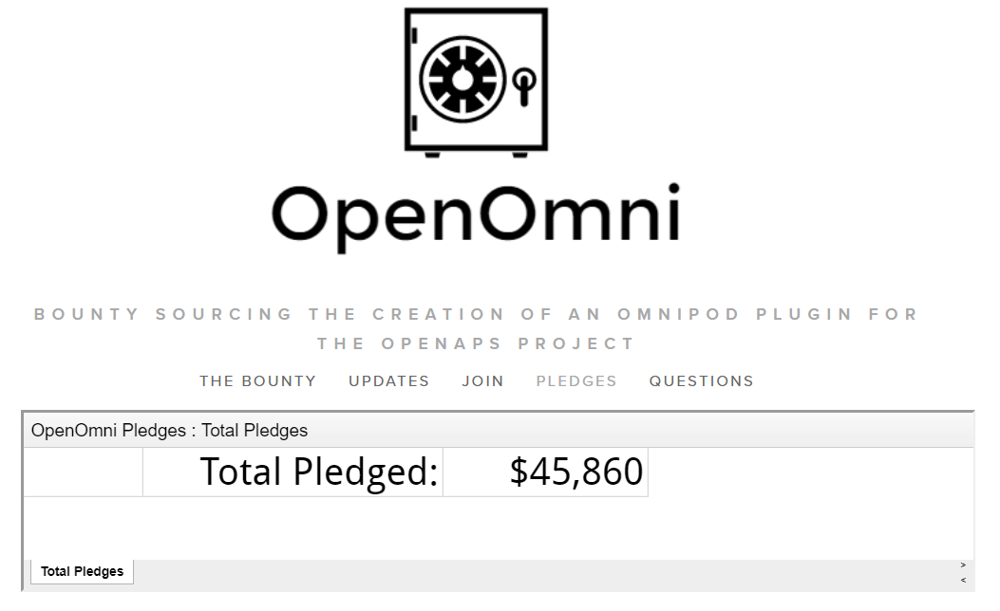 OpenOmni
BOUNTY SOURCING THE CREATION OF AN OMNIPOD PLUGIN FOR
THE OPENAPS PROJECT
THE BOUNTY UPDATES JOIN PLEDGES QUESTIONS
OpenOmni Pledges : Total Pledges
Total Pledged: $45,860
Total Pledges
>
<